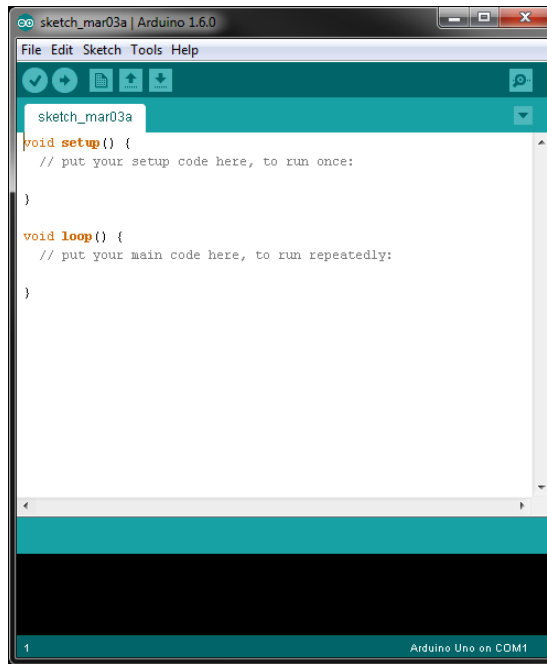 sketch_mar03a | Arduino 1.6.0
File Edit Sketch Tools Help
sketch_mar03a
void setup() {
  // put your setup code here, to run once:
}
void loop() {
  // put your main code here, to run repeatedly:
}
1 Arduino Uno on COM1